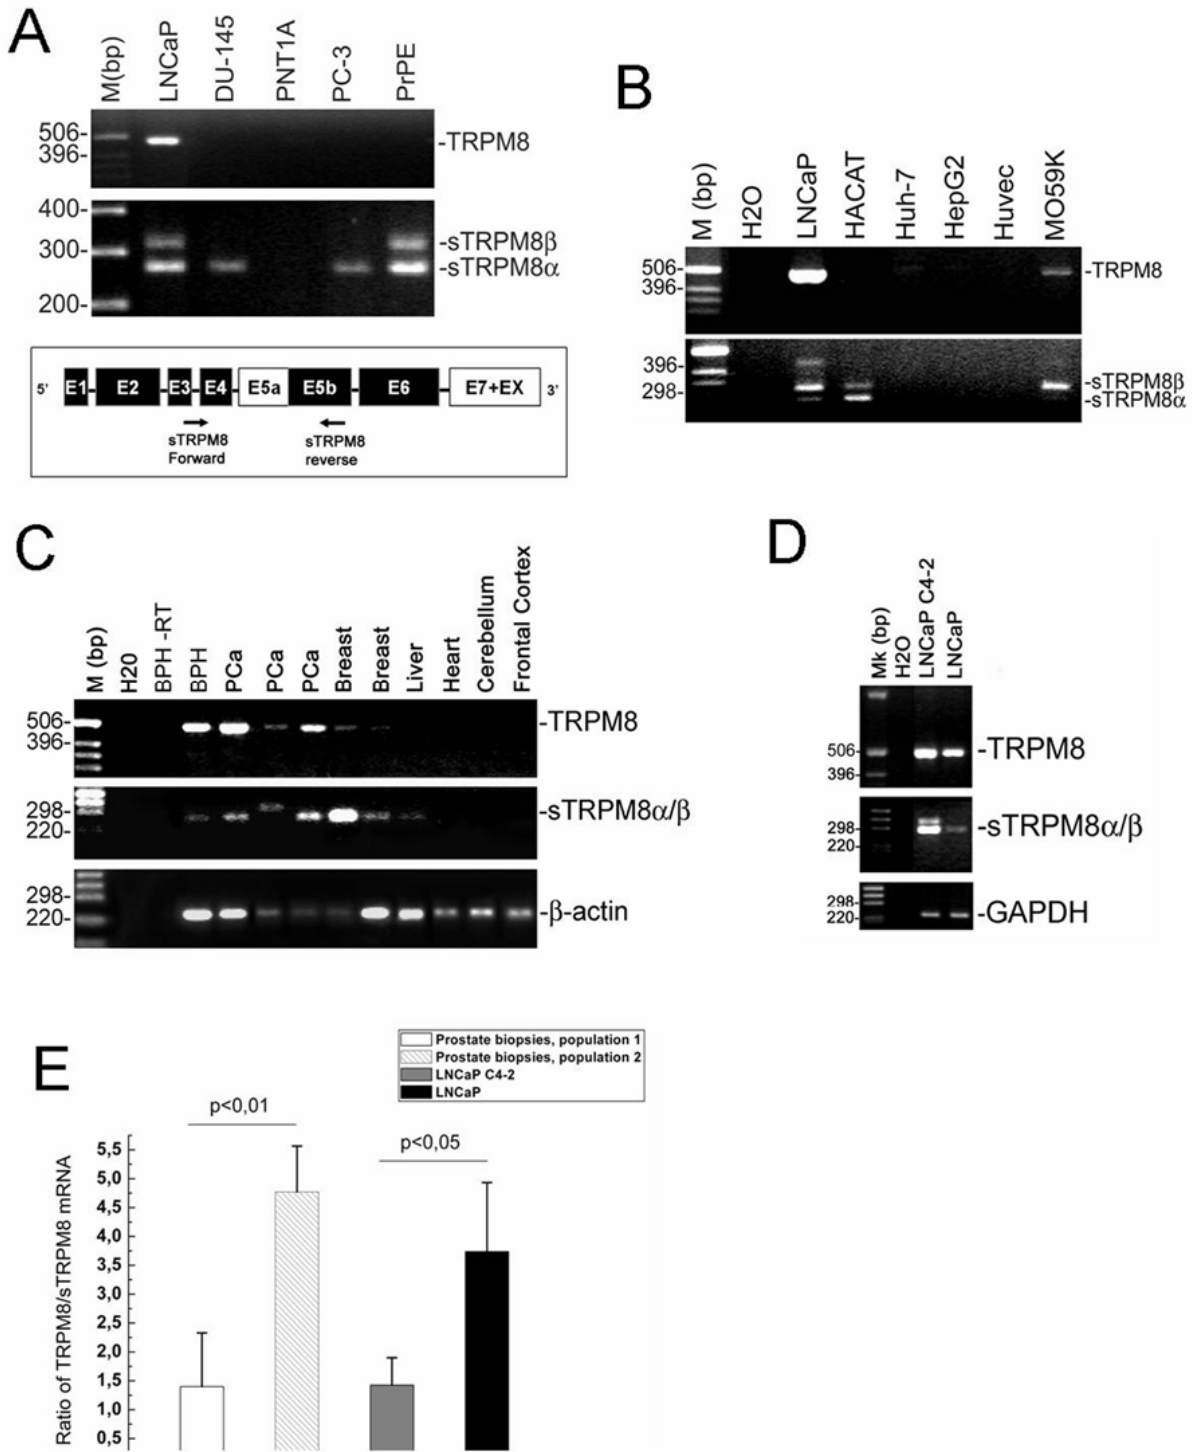 A
M(bp)
LNCaP
DU-145
PNT1A
PC-3
PrPE
506-
396-
-TRPM8
400-
300-
200-
-sTRPM8β
-sTRPM8α
5' E1 E2 E3 E4 E5a E5b E6 E7+EX 3'
sTRPM8 sTRPM8
Forward reverse
B
M (bp)
H2O
LNCaP
HACAT
Huh-7
HepG2
Huvec
MO59K
506-
396-
-TRPM8
396-
298-
-sTRPM8β
-sTRPM8α
C
M (bp)
H20
BPH -RT
BPH
PCa
PCa
PCa
Breast
Breast
Liver
Heart
Cerebellum
Frontal Cortex
506-
396-
-TRPM8
298-
220-
-sTRPM8α/β
298-
220-
-β-actin
D
Mk (bp)
H2O
LNCaP C4-2
LNCaP
506-
396-
-TRPM8
298-
220-
-sTRPM8α/β
298-
220-
-GAPDH
E
Prostate biopsies, population 1
Prostate biopsies, population 2
LNCaP C4-2
LNCaP
p<0,01
p<0,05
Ratio of TRPM8/sTRPM8 mRNA
5,5
5,0
4,5
4,0
3,5
3,0
2,5
2,0
1,5
1,0
0,5